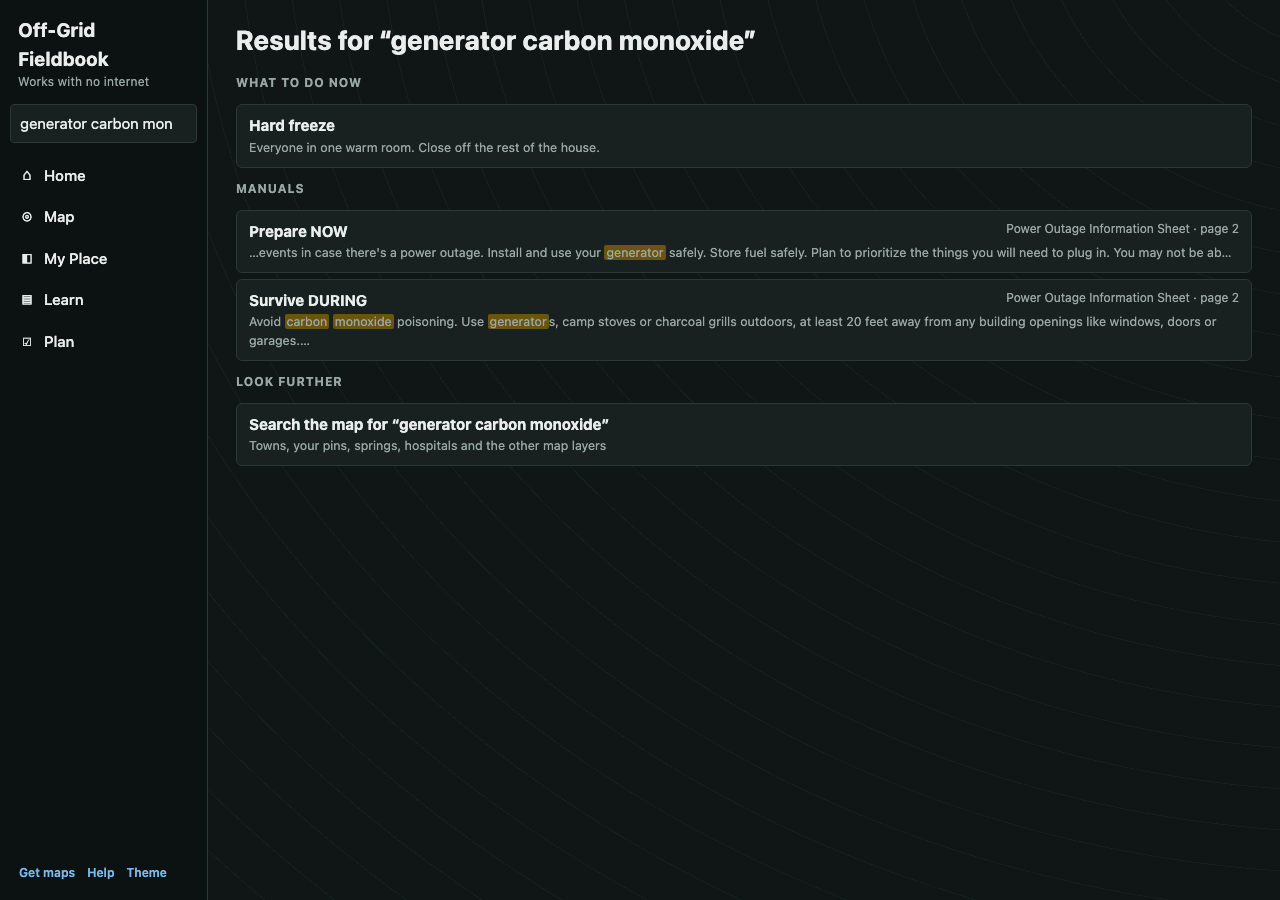 Off-Grid
Fieldbook
Works with no internet
generator carbon mon
Home
Map
My Place
Learn
Plan
Get maps Help Theme
Results for “generator carbon monoxide”
WHAT TO DO NOW
Hard freeze
Everyone in one warm room. Close off the rest of the house.
MANUALS
Prepare NOW
Power Outage Information Sheet · page 2
…events in case there's a power outage. Install and use your generator safely. Store fuel safely. Plan to prioritize the things you will need to plug in. You may not be ab…
Survive DURING
Power Outage Information Sheet · page 2
Avoid carbon monoxide poisoning. Use generators, camp stoves or charcoal grills outdoors, at least 20 feet away from any building openings like windows, doors or
garages.…
LOOK FURTHER
Search the map for “generator carbon monoxide”
Towns, your pins, springs, hospitals and the other map layers